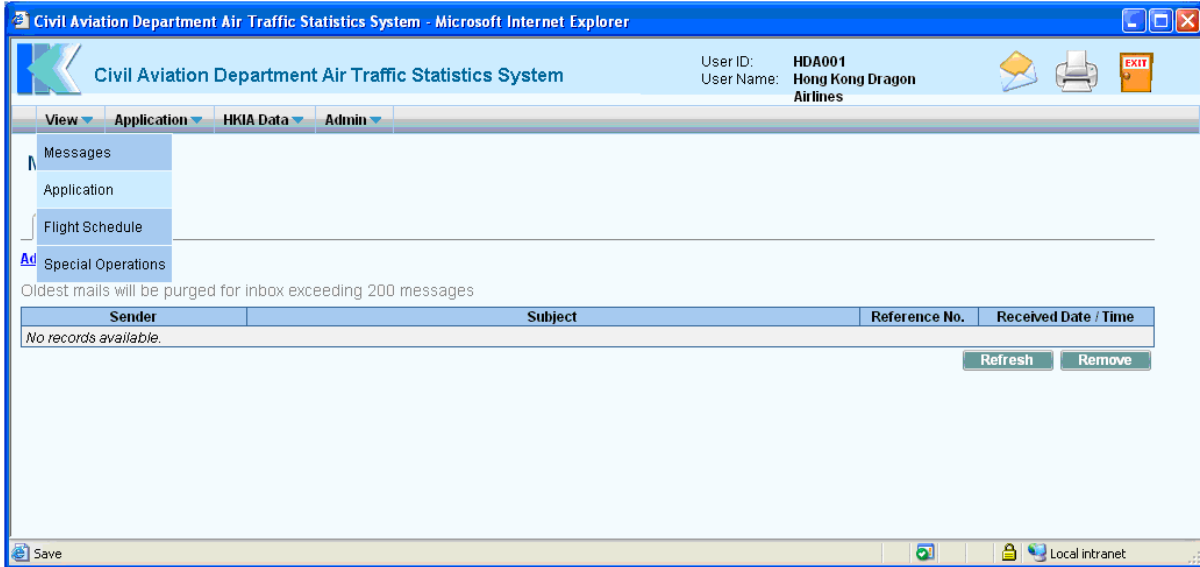 Civil Aviation Department Air Traffic Statistics System - Microsoft Internet Explorer
Civil Aviation Department Air Traffic Statistics System
User ID: HDA001
User Name: Hong Kong Dragon
Airlines
EXIT
View Application HKIA Data Admin
Messages
Application
Flight Schedule
Special Operations
Ad
Oldest mails will be purged for inbox exceeding 200 messages
Sender Subject Reference No. Received Date / Time
No records available.
Refresh Remove
Save Local intranet